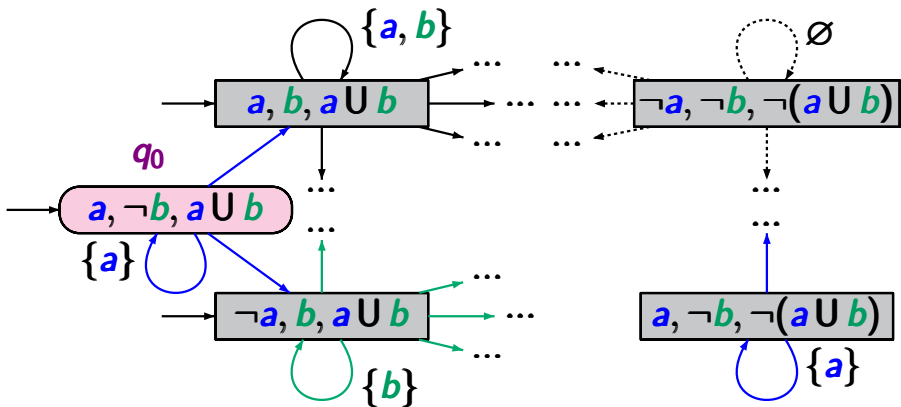 {a, b}
∅
... ...
a, b, a U b
... ...
¬a, ¬b, ¬(a U b)
... ...
q₀
a, ¬b, a U b
...
...
...
...
{a}
...
¬a, b, a U b
...
a, ¬b, ¬(a U b)
...
{b}
{a}